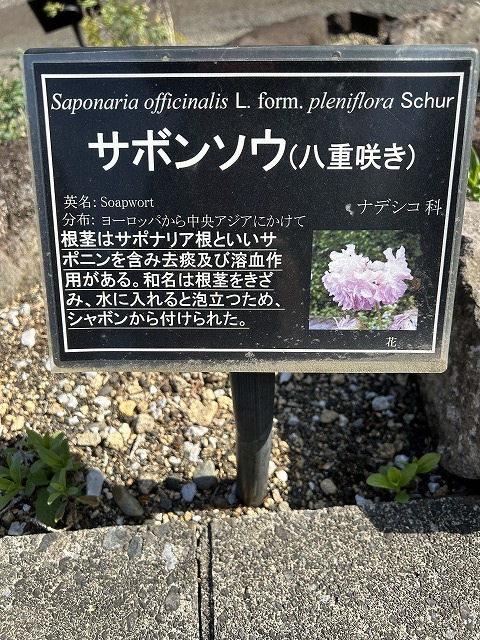 Saponaria officinalis L. form. pleniflora Schur
サボンソウ(八重咲き)
英名: Soapwort
ナデシコ科
分布: ヨーロッパから中央アジアにかけて
根茎はサポナリア根といいサ
ポニンを含み去痰及び溶血作
用がある。和名は根茎をきざ
み、水に入れると泡立つため、
シャボンから付けられた。
花